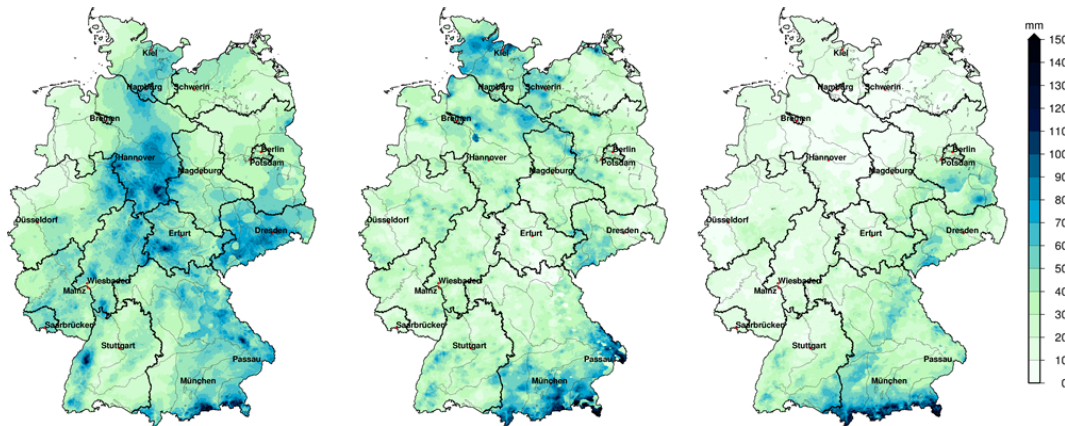 mm
150
140
130
120
110
100
90
80
70
60
50
40
30
20
10
0
Kiel
Hamburg Schwerin
Bremen
Hannover
Berlin
Potsdam
Magdeburg
Düsseldorf
Erfurt
Dresden
Wiesbaden
Mainz
Saarbrücken
Stuttgart
Passau
München
Kiel
Hamburg Schwerin
Bremen
Hannover
Berlin
Potsdam
Magdeburg
Düsseldorf
Erfurt
Dresden
Wiesbaden
Mainz
Saarbrücken
Stuttgart
Passau
München
Kiel
Hamburg Schwerin
Bremen
Hannover
Berlin
Potsdam
Magdeburg
Düsseldorf
Erfurt
Dresden
Wiesbaden
Mainz
Saarbrücken
Stuttgart
Passau
München